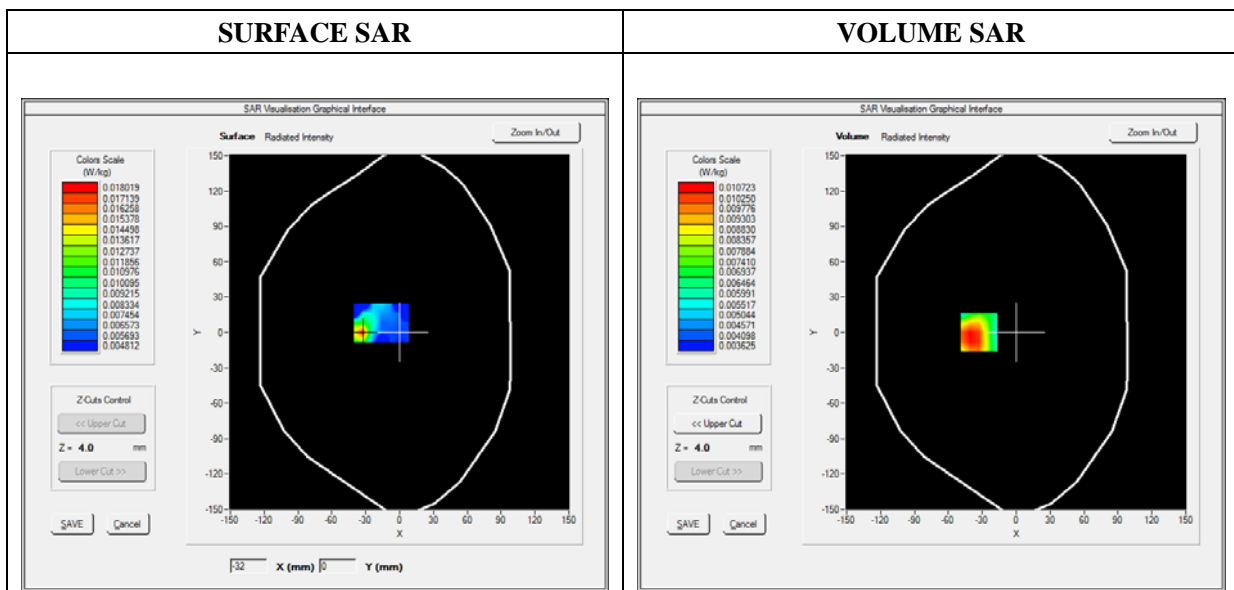 SURFACE SAR
VOLUME SAR
SAR Visualisation Graphical Interface
Surface Radiated Intensity
Zoom In/Out
Colors Scale
(W/kg)
0.018019
0.017139
0.016258
0.015378
0.014498
0.013617
0.012737
0.011856
0.010976
0.010095
0.009215
0.008334
0.007454
0.006573
0.005693
0.004812
Z-Cuts Control
<< Upper Cut
Z = 4.0 mm
Lower Cut >>
SAVE Cancel
150
120
90
60
30
0
-30
-60
-90
-120
-150
Y
-150 -120 -90 -60 -30 0 30 60 90 120 150
X
-32 X (mm) 0 Y (mm)
SAR Visualisation Graphical Interface
Volume Radiated Intensity
Zoom In/Out
Colors Scale
(W/kg)
0.010723
0.010250
0.009776
0.009303
0.008830
0.008357
0.007884
0.007410
0.006937
0.006464
0.005991
0.005517
0.005044
0.004571
0.004098
0.003625
Z-Cuts Control
<< Upper Cut
Z = 4.0 mm
Lower Cut >>
SAVE Cancel
150
120
90
60
30
0
-30
-60
-90
-120
-150
Y
-150 -120 -90 -60 -30 0 30 60 90 120 150
X